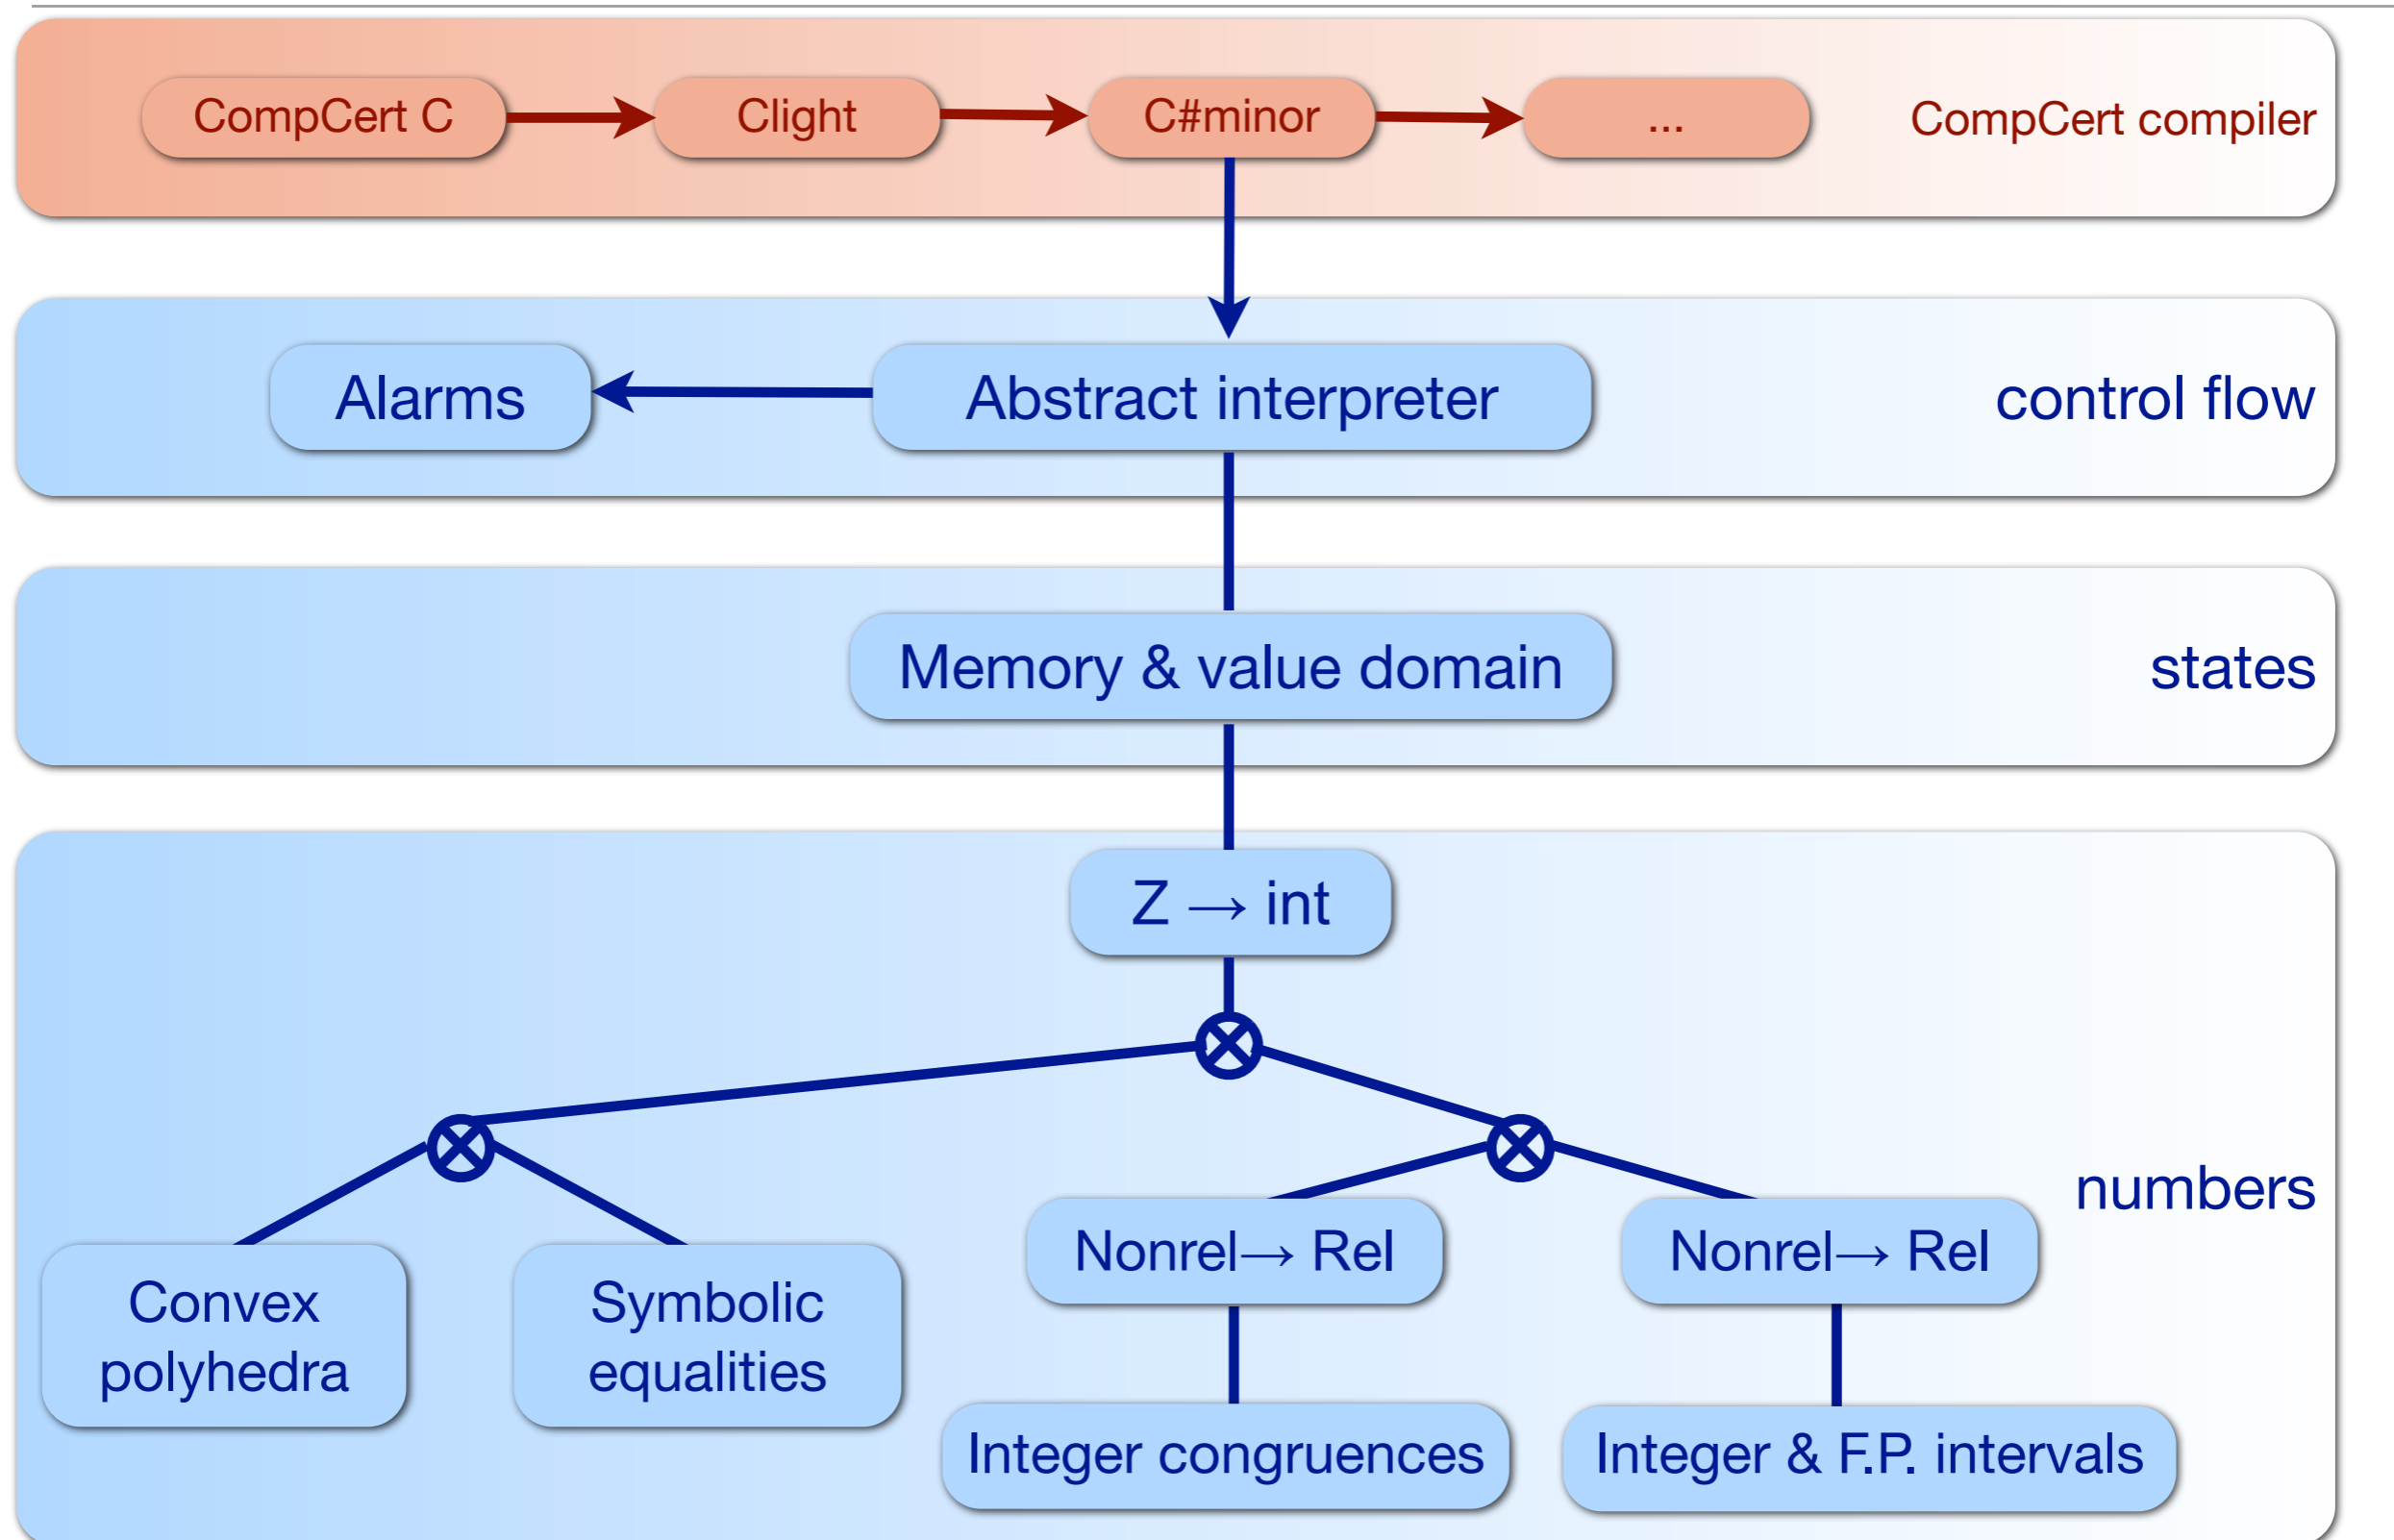 CompCert C
Clight
C#minor
...
CompCert compiler
Alarms
Abstract interpreter
control flow
Memory & value domain
states
Z → int
numbers
Nonrel→ Rel
Nonrel→ Rel
Convex
polyhedra
Symbolic
equalities
Integer congruences
Integer & F.P. intervals